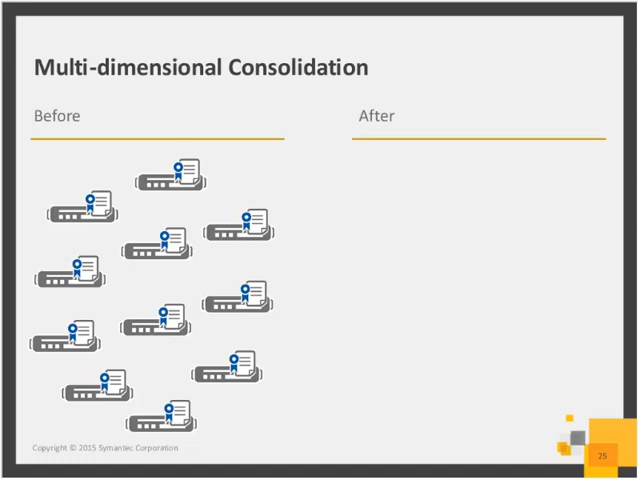 Multi-dimensional Consolidation
Before
After
Copyright © 2015 Symantec Corporation
25